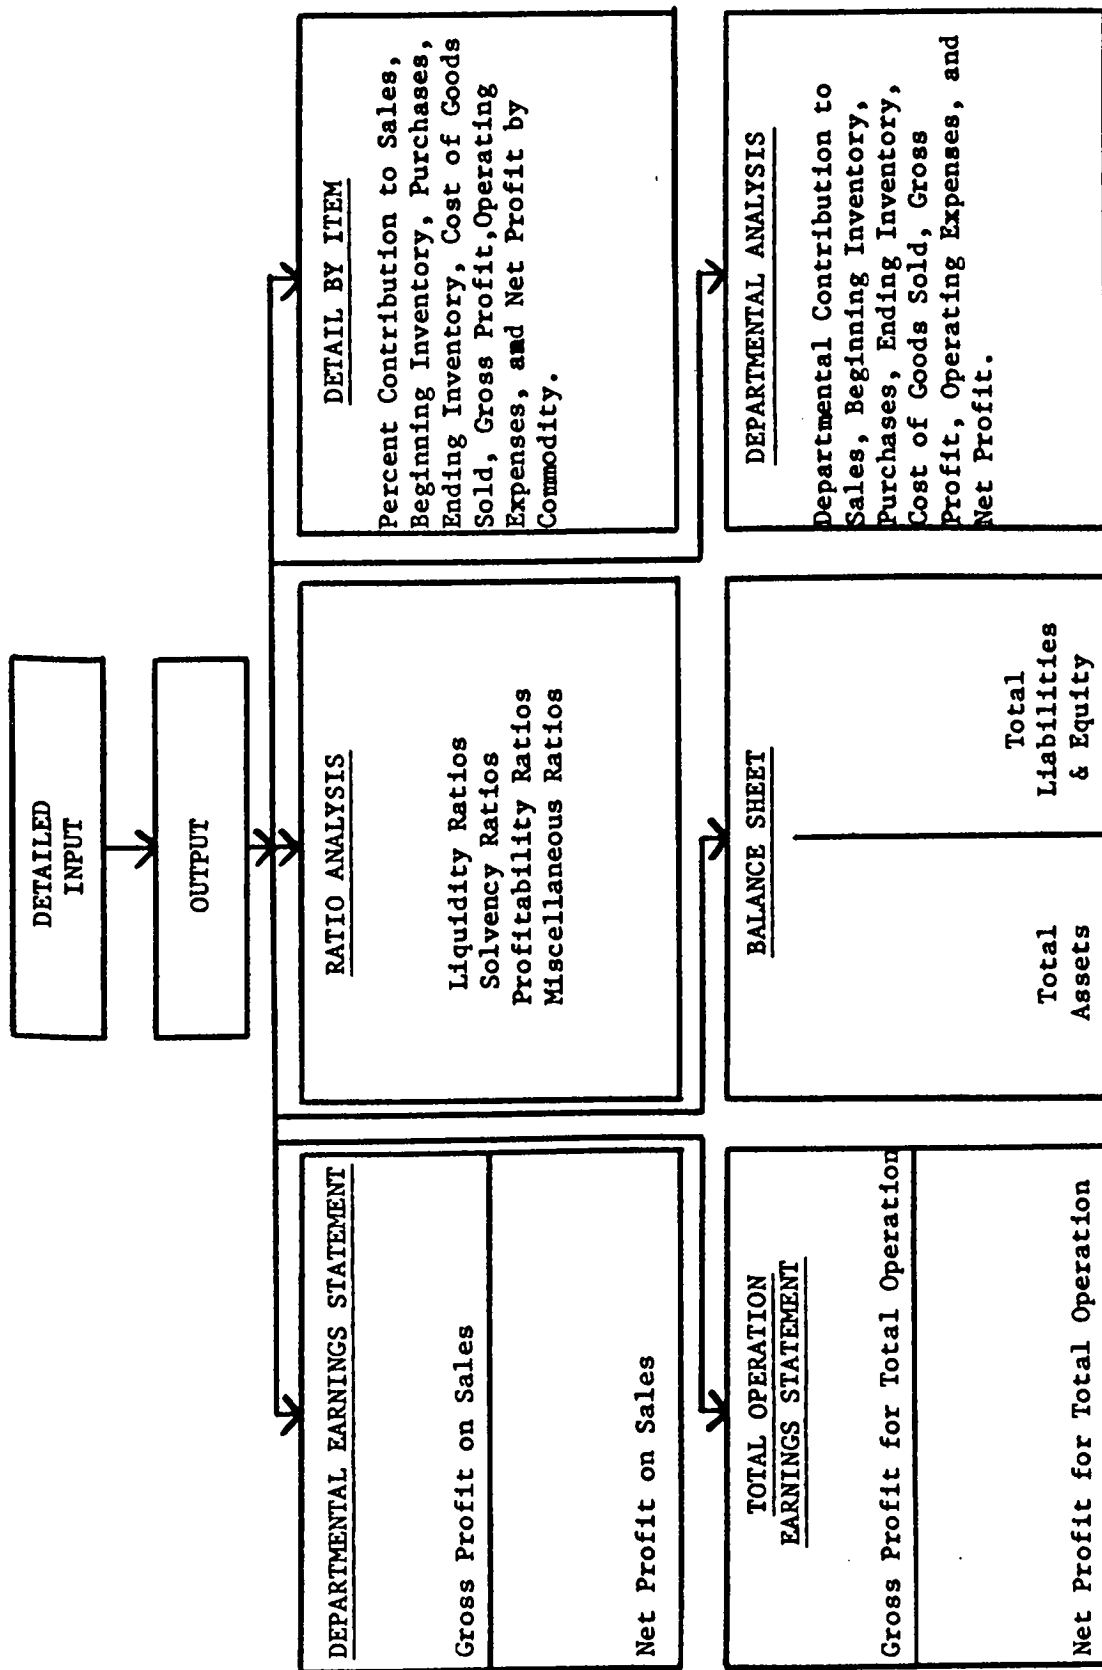 DETAILED
INPUT
OUTPUT
DEPARTMENTAL EARNINGS STATEMENT
Gross Profit on Sales
Net Profit on Sales
RATIO ANALYSIS
Liquidity Ratios
Solvency Ratios
Profitability Ratios
Miscellaneous Ratios
DETAIL BY ITEM
Percent Contribution to Sales,
Beginning Inventory, Purchases,
Ending Inventory, Cost of Goods
Sold, Gross Profit,Operating
Expenses, and Net Profit by
Commodity.
TOTAL OPERATION
EARNINGS STATEMENT
Gross Profit for Total Operation
Net Profit for Total Operation
BALANCE SHEET
Total
Assets
Total
Liabilities
& Equity
DEPARTMENTAL ANALYSIS
Departmental Contribution to
Sales, Beginning Inventory,
Purchases, Ending Inventory,
Cost of Goods Sold, Gross
Profit, Operating Expenses, and
Net Profit.